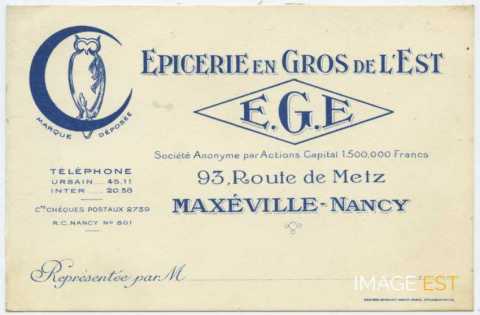 EPICERIE EN GROS DE L'EST
E.G.E
MARQUE DÉPOSÉE
Société Anonyme par Actions Capital 1.500,000 Francs
TÉLÉPHONE
URBAIN .... 45.11
INTER ..... 20.58
93, Route de Metz
MAXÉVILLE-NANCY
Cte CHÈQUES POSTAUX 2739
R.C. NANCY No 801
Représentée par M
IMAGE'EST